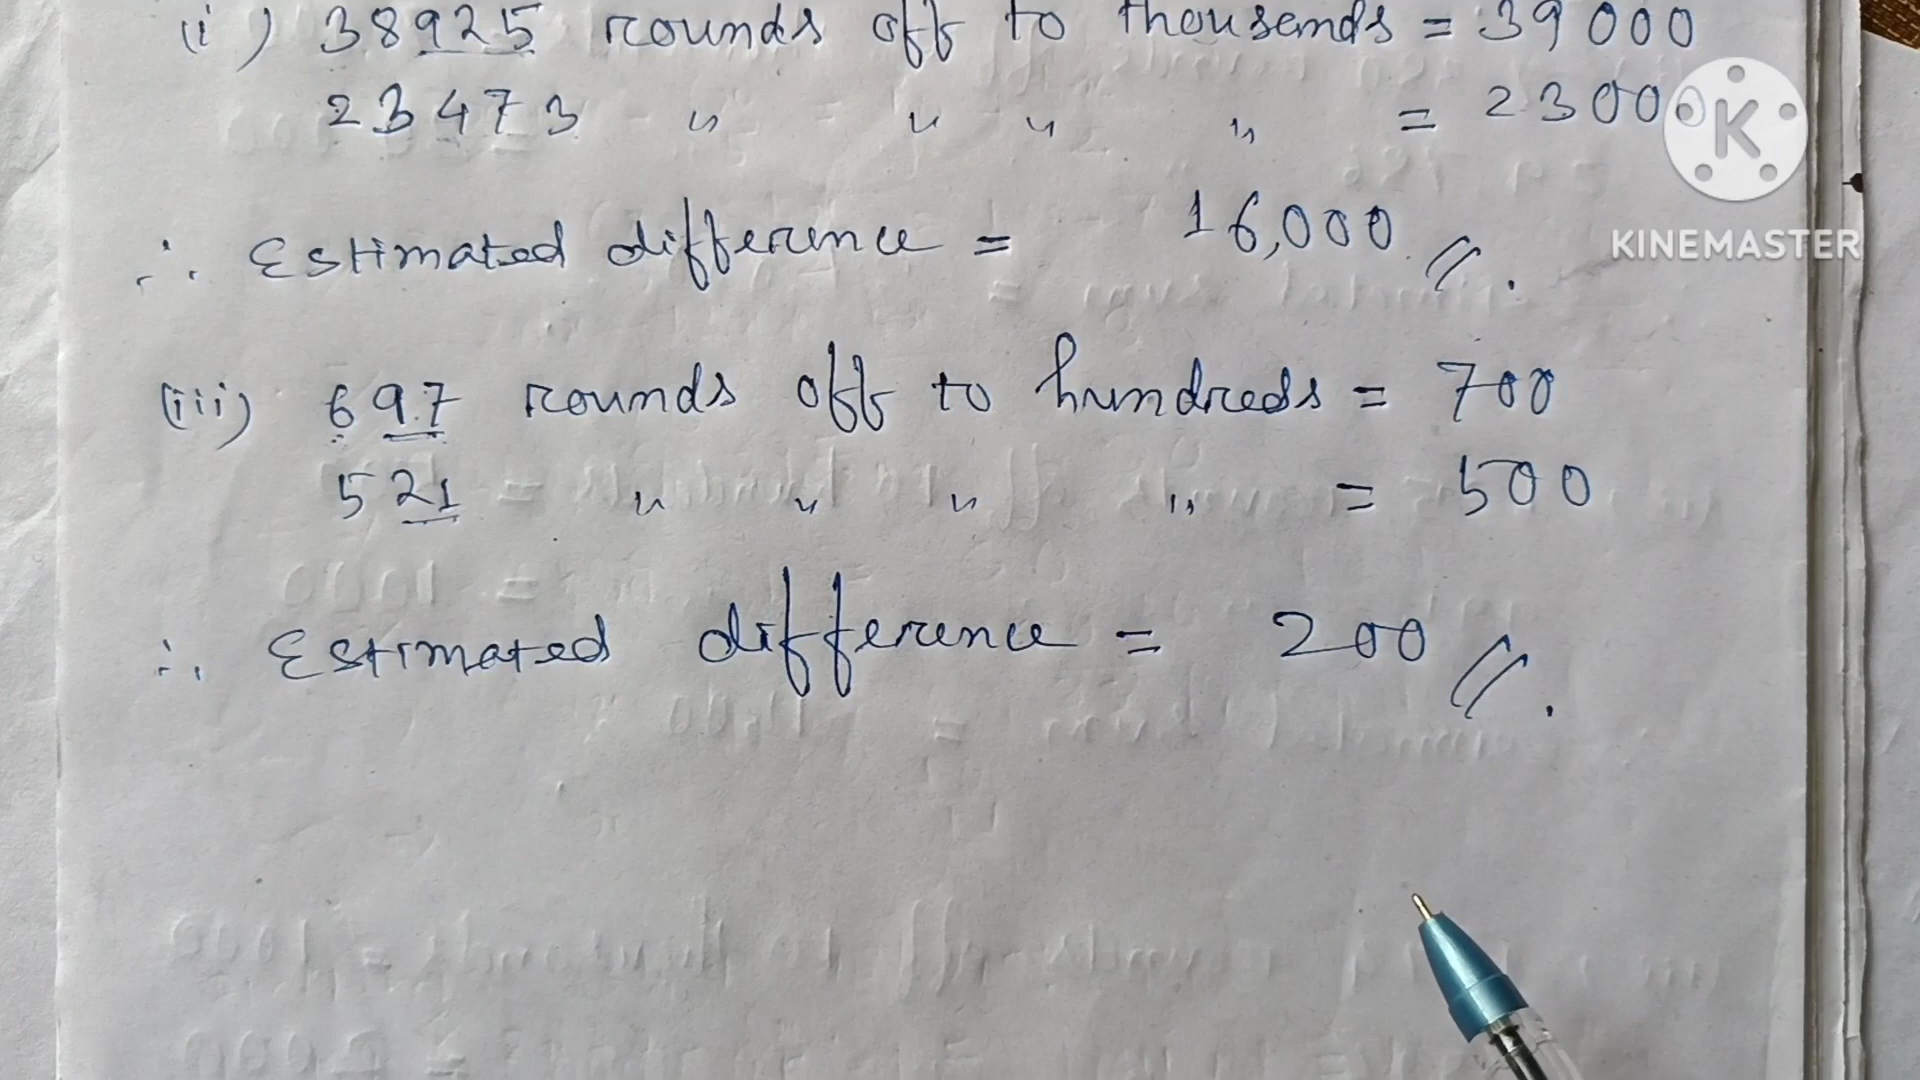 (i) 38925 rounds off to thousends = 39000
23473 " " " " = 23000
∴ Estimated difference = 16,000 //.
(iii) 697 rounds off to hundreds = 700
521 " " " " = 500
∴ Estimated difference = 200 //.
K
KINEMASTER